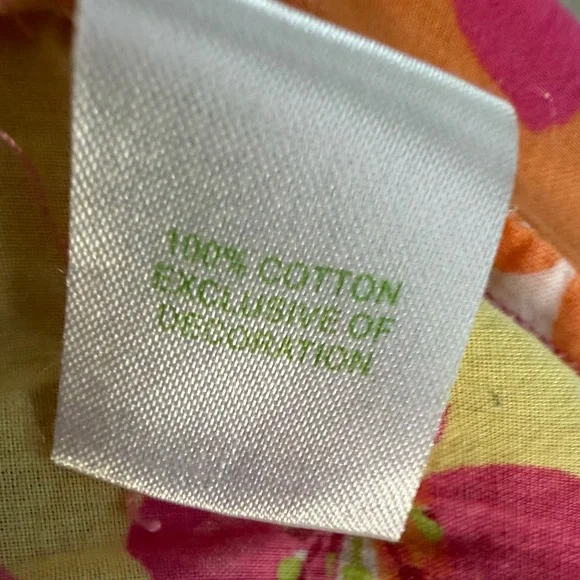 100% COTTON
EXCLUSIVE OF
DECORATION